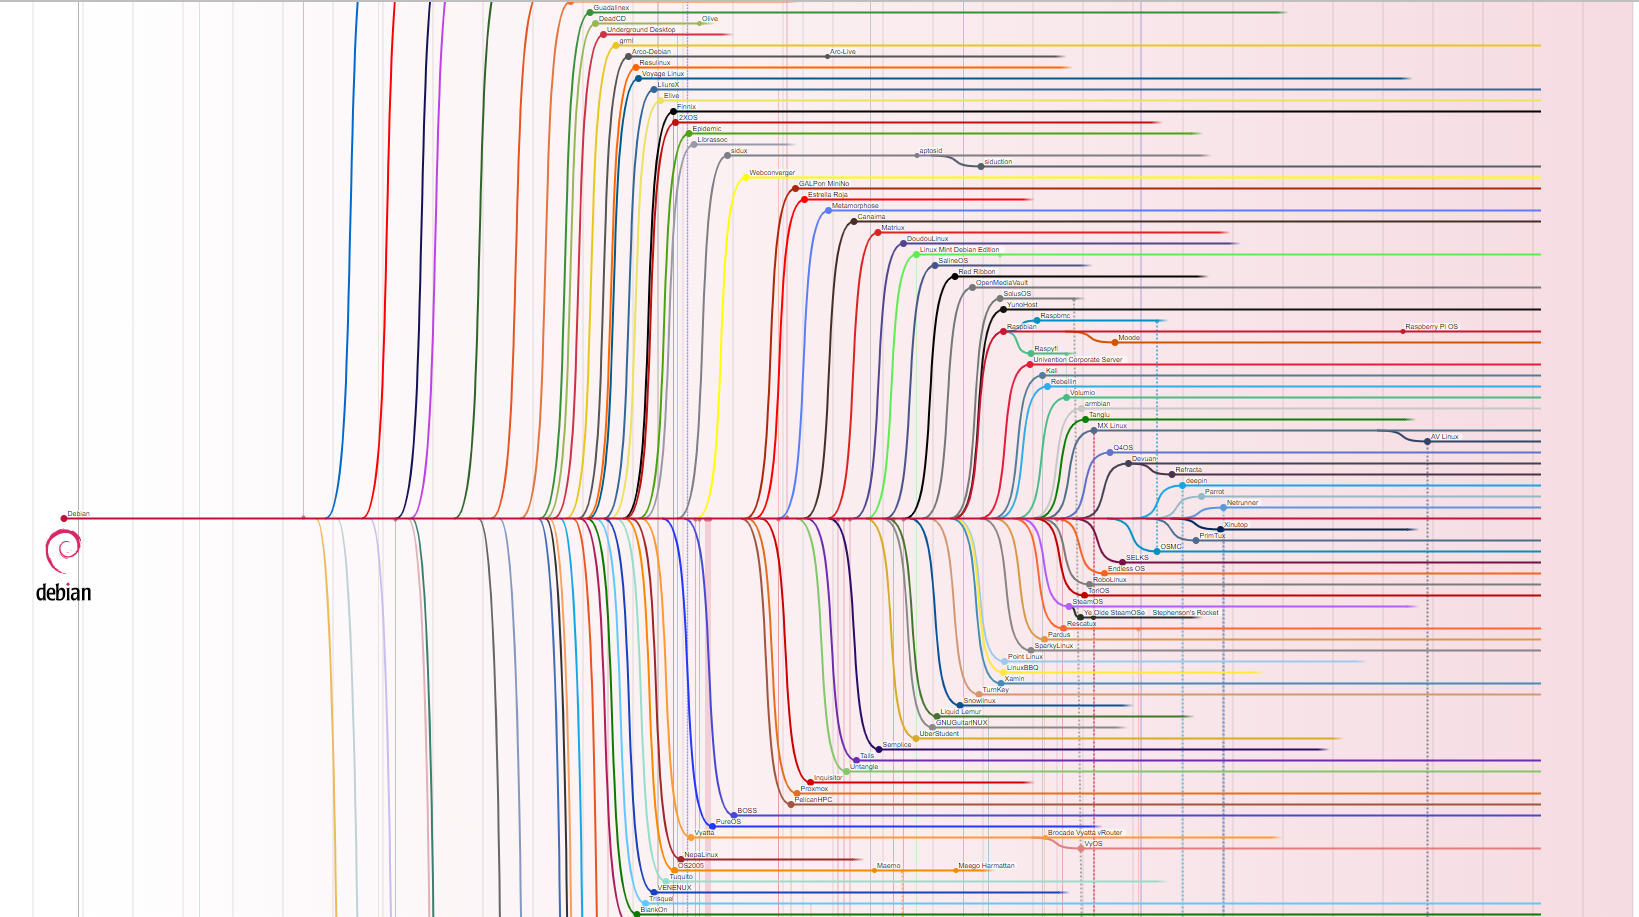 Guadalinex
DeadCD
Olive
Underground Desktop
grml
Arco-Debian
Arc-Live
Resulinux
Voyage Linux
LliureX
Elive
Finnix
2XOS
Epidemic
Librassoc
sidux
aptosid
siduction
Webconverger
GALPon MiniNo
Estrella Roja
Metamorphose
Canaima
Matriux
DoudouLinux
Linux Mint Debian Edition
SalineOS
Red Ribbon
OpenMediaVault
SolusOS
YunoHost
Raspbmc
Raspbian
Raspberry Pi OS
Moode
Raspyfi
Univention Corporate Server
Kali
Rebellin
Volumio
armbian
Tanglu
MX Linux
AV Linux
Q4OS
Devuan
Refracta
deepin
Parrot
Netrunner
Debian
Xinutop
PrimTux
OSMC
SELKS
Endless OS
RoboLinux
ToriOS
SteamOS
Ye Olde SteamOSe
Stephenson's Rocket
Rescatux
Pardus
SparkyLinux
Point Linux
LinuxBBQ
Xamin
TurnKey
Snowlinux
Liquid Lemur
GNUGuitarINUX
UberStudent
Semplice
Tails
Untangle
Inquisitor
Proxmox
PelicanHPC
BOSS
PureOS
Vyatta
Brocade Vyatta vRouter
VyOS
NepaLinux
OS2005
Maemo
Meego Harmattan
Tuquito
VENENUX
Trisquel
BlankOn
debian